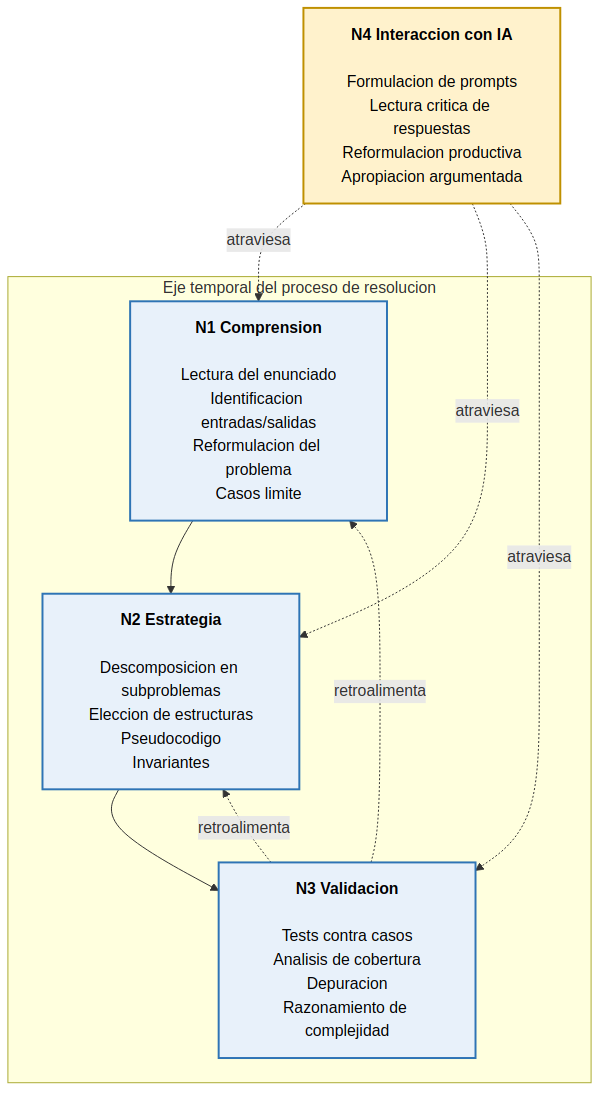 N4 Interaccion con IA
Formulacion de prompts
Lectura critica de
respuestas
Reformulacion productiva
Apropiacion argumentada
atraviesa
Eje temporal del proceso de resolucion
N1 Comprension
Lectura del enunciado
Identificacion
entradas/salidas
Reformulacion del
problema
Casos limite
atraviesa
atraviesa
N2 Estrategia
Descomposicion en
subproblemas
Eleccion de estructuras
Pseudocodigo
Invariantes
retroalimenta
retroalimenta
N3 Validacion
Tests contra casos
Analisis de cobertura
Depuracion
Razonamiento de
complejidad